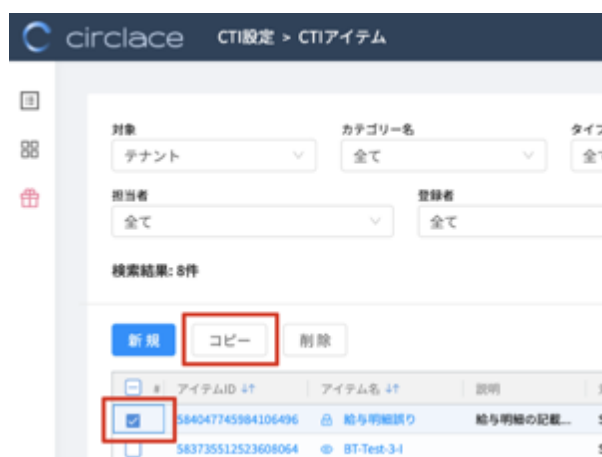 circlace CTI設定 > CTIアイテム
対象 カテゴリー名
テナント 全て
担当者 登録者
全て 全て
検索結果: 8件
新規 コピー 削除
# アイテムID アイテム名 説明
584047745984106496 給与明細誤り 給与明細の記載...
583735512523608064 BT-Test-3-I